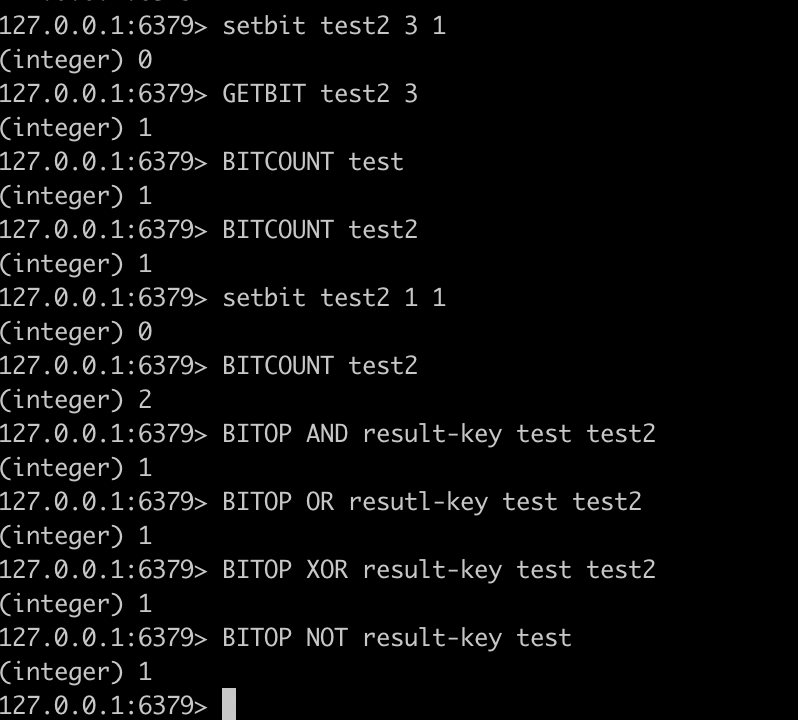 127.0.0.1:6379> setbit test2 3 1
(integer) 0
127.0.0.1:6379> GETBIT test2 3
(integer) 1
127.0.0.1:6379> BITCOUNT test
(integer) 1
127.0.0.1:6379> BITCOUNT test2
(integer) 1
127.0.0.1:6379> setbit test2 1 1
(integer) 0
127.0.0.1:6379> BITCOUNT test2
(integer) 2
127.0.0.1:6379> BITOP AND result-key test test2
(integer) 1
127.0.0.1:6379> BITOP OR resutl-key test test2
(integer) 1
127.0.0.1:6379> BITOP XOR result-key test test2
(integer) 1
127.0.0.1:6379> BITOP NOT result-key test
(integer) 1
127.0.0.1:6379>